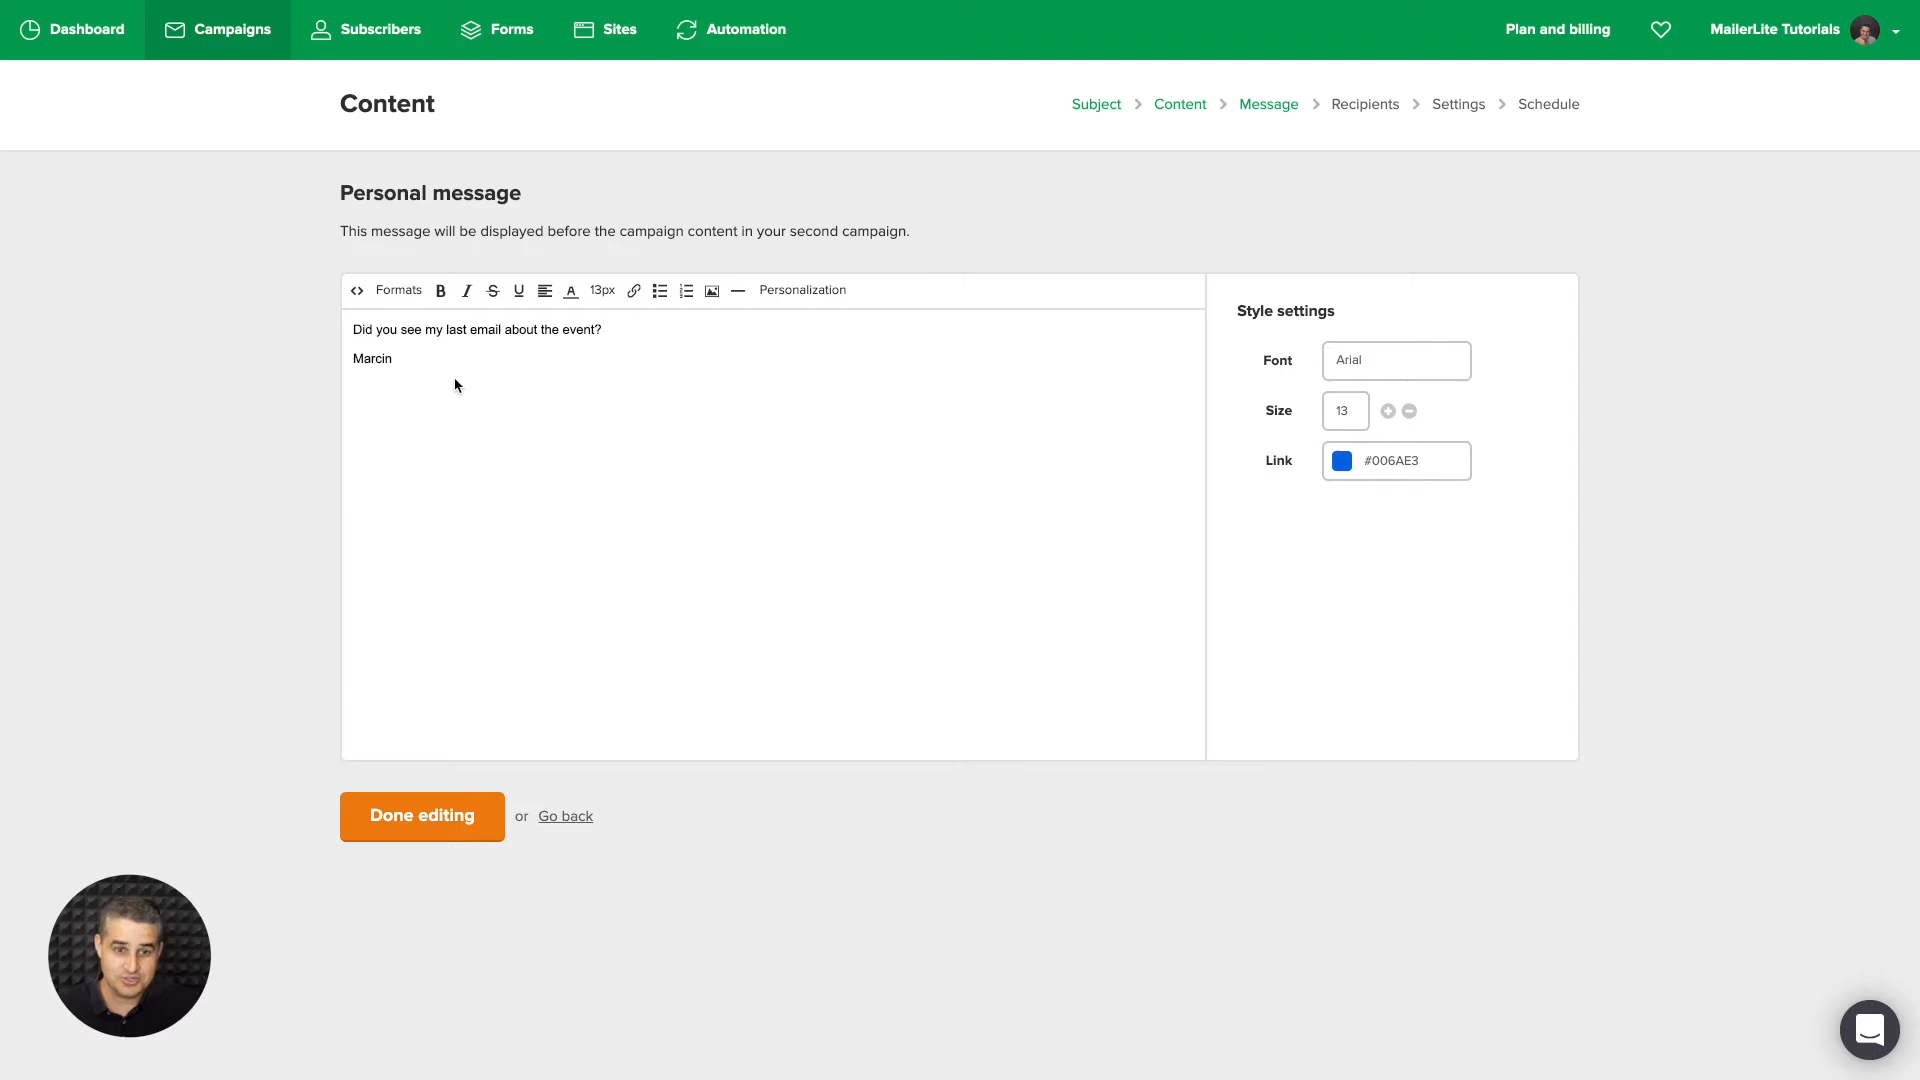 Dashboard Campaigns Subscribers Forms Sites Automation Plan and billing MailerLite Tutorials
Content Subject Content Message Recipients Settings Schedule
Personal message
This message will be displayed before the campaign content in your second campaign.
Formats B I S U A 13px Personalization
Did you see my last email about the event?
Marcin
Style settings
Font Arial
Size 13
Link #006AE3
Done editing or Go back